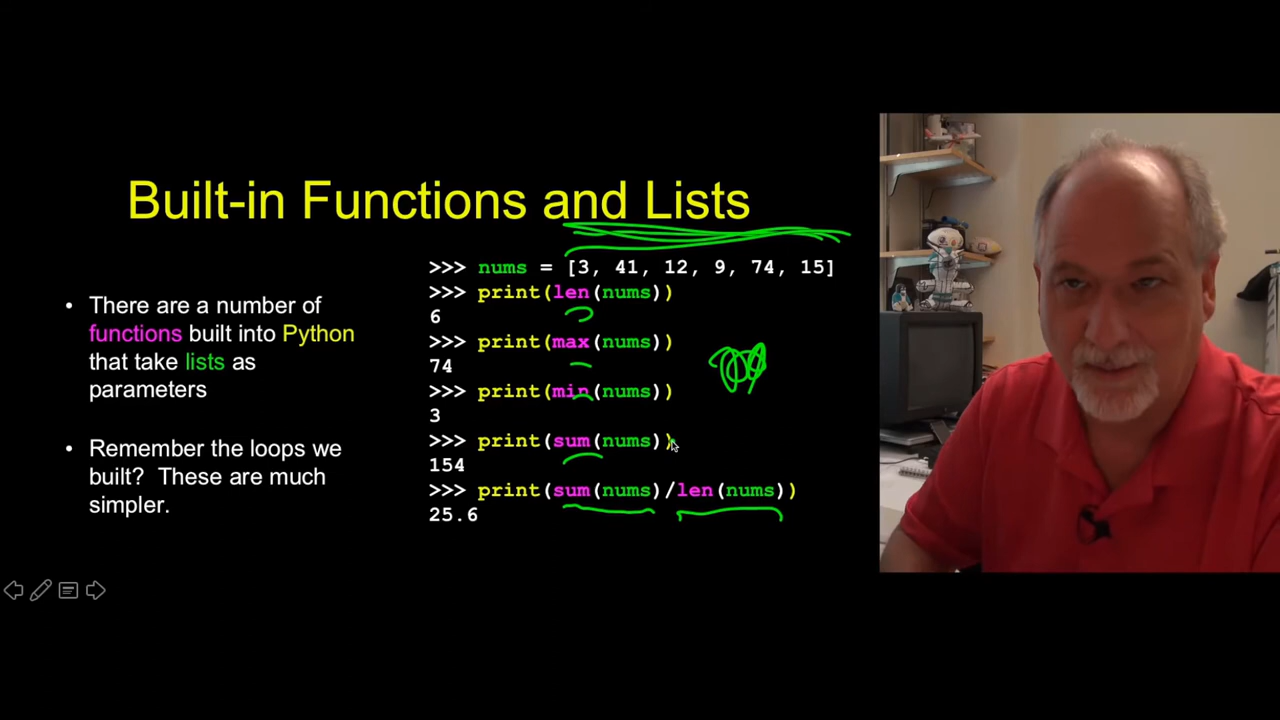 Built-in Functions and Lists
• There are a number of
functions built into Python
that take lists as
parameters
• Remember the loops we
built? These are much
simpler.
>>> nums = [3, 41, 12, 9, 74, 15]
>>> print(len(nums))
6
>>> print(max(nums))
74
>>> print(min(nums))
3
>>> print(sum(nums))
154
>>> print(sum(nums)/len(nums))
25.6